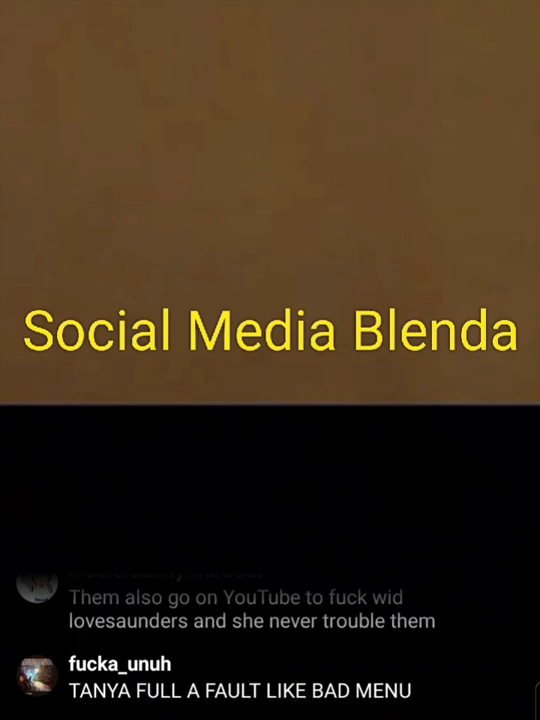 Social Media Blenda
Them also go on YouTube to fuck wid
lovesaunders and she never trouble them
fucka_unuh
TANYA FULL A FAULT LIKE BAD MENU